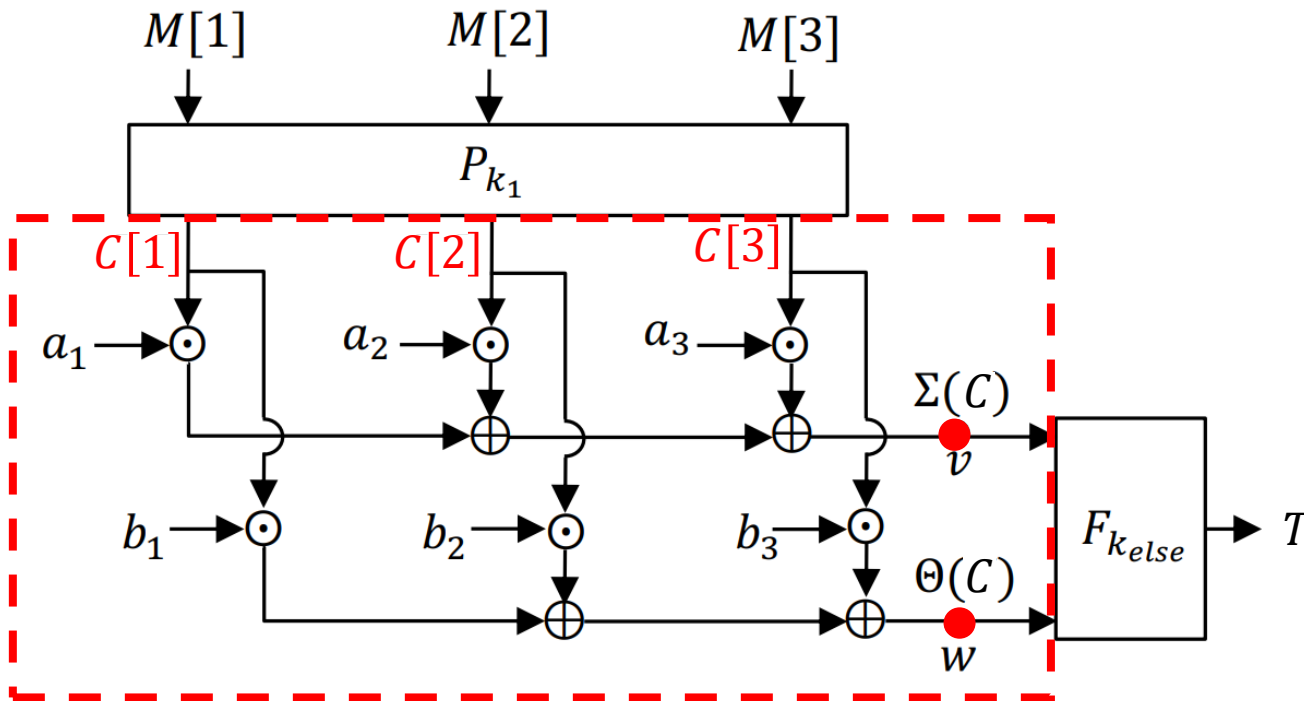 M[1] M[2] M[3]
P_{k_1}
C[1] C[2] C[3]
a_1 a_2 a_3
Σ(C)
v
b_1 b_2 b_3
F_{k_{else}} T
Θ(C)
w